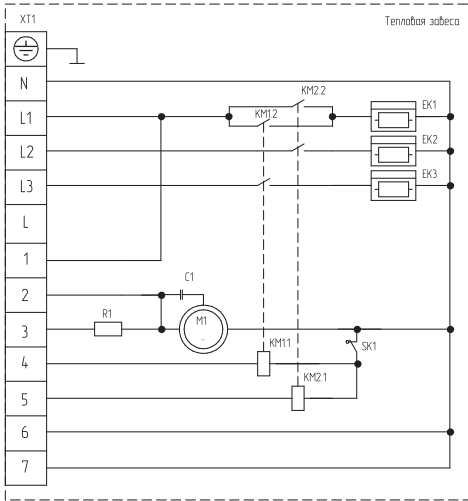 XT1
Тепловая завеса
N
KM2.2
L1
KM1.2
EK1
L2
EK2
L3
EK3
L
1
C1
2
R1
M1
~
3
KM1.1
SK1
4
KM2.1
5
6
7